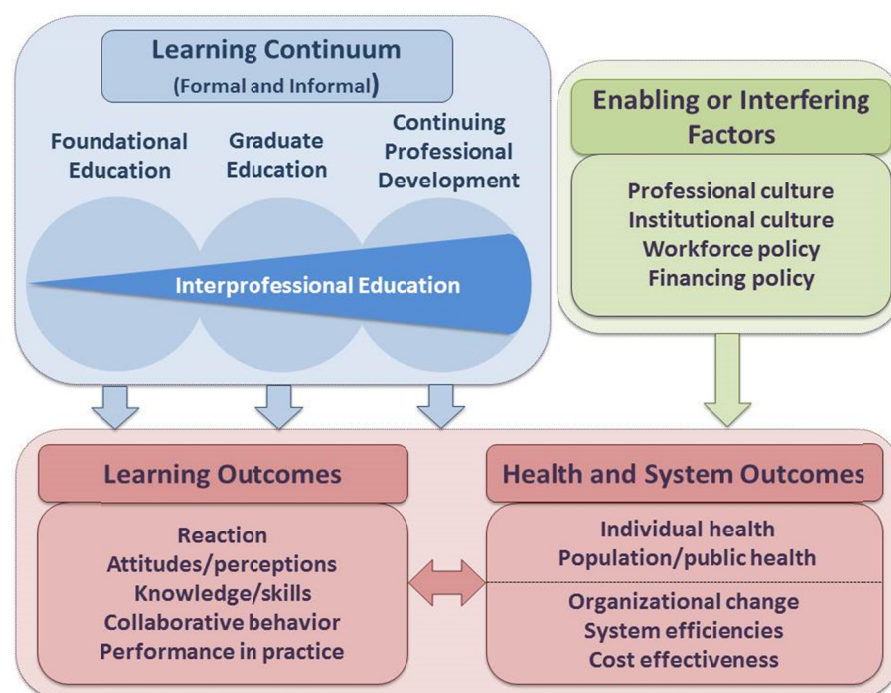 Learning Continuum
(Formal and Informal)
Foundational
Education
Graduate
Education
Continuing
Professional
Development
Interprofessional Education
Enabling or Interfering
Factors
Professional culture
Institutional culture
Workforce policy
Financing policy
Learning Outcomes
Reaction
Attitudes/perceptions
Knowledge/skills
Collaborative behavior
Performance in practice
Health and System Outcomes
Individual health
Population/public health
Organizational change
System efficiencies
Cost effectiveness